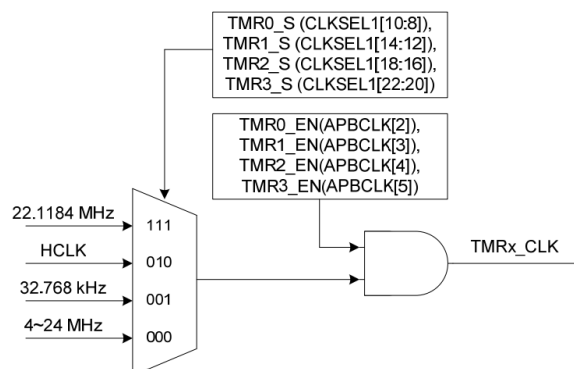 TMR0_S (CLKSEL1[10:8]),
TMR1_S (CLKSEL1[14:12]),
TMR2_S (CLKSEL1[18:16]),
TMR3_S (CLKSEL1[22:20])
TMR0_EN(APBCLK[2]),
TMR1_EN(APBCLK[3]),
TMR2_EN(APBCLK[4]),
TMR3_EN(APBCLK[5])
22.1184 MHz
111
HCLK
010
32.768 kHz
001
4~24 MHz
000
TMRx_CLK